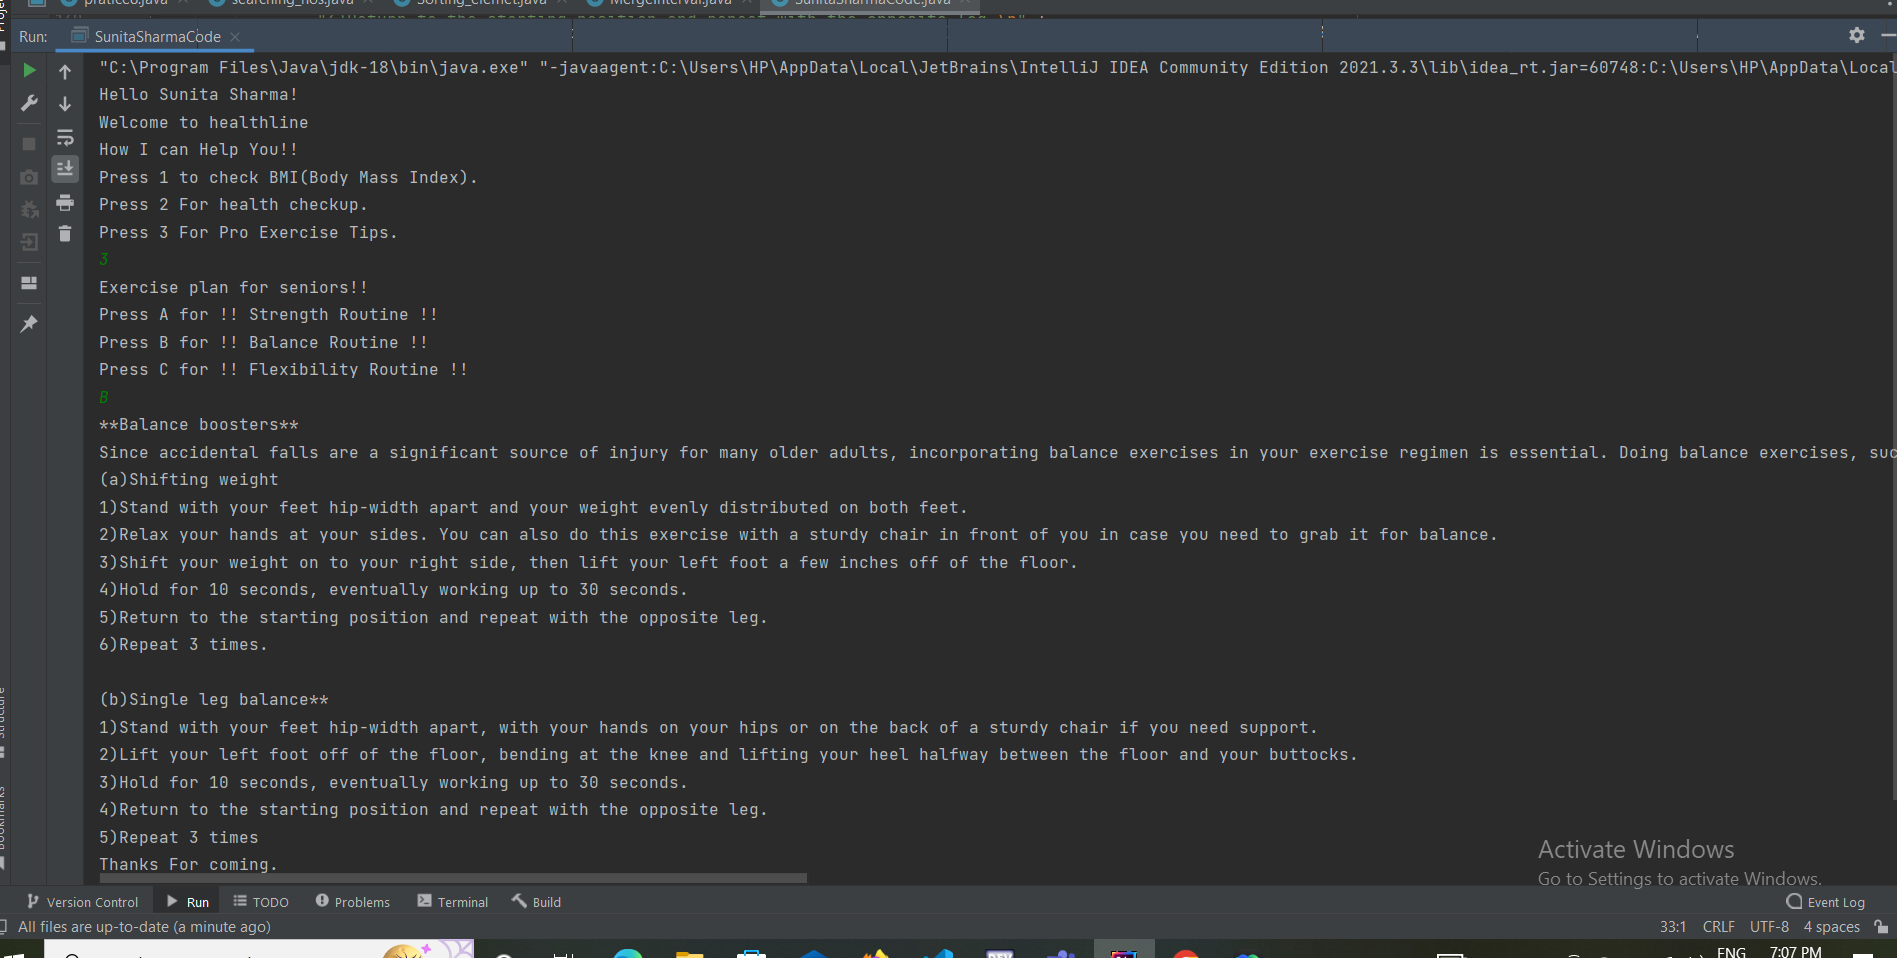 searching_nos.java
MergeInterval.java
SunitaSharmaCode.java
Run:
SunitaSharmaCode
"C:\Program Files\Java\jdk-18\bin\java.exe" "-javaagent:C:\Users\HP\AppData\Local\JetBrains\IntelliJ IDEA Community Edition 2021.3.3\lib\idea_rt.jar=60748:C:\Users\HP\AppData\Local
Hello Sunita Sharma!
Welcome to healthline
How I can Help You!!
Press 1 to check BMI(Body Mass Index).
Press 2 For health checkup.
Press 3 For Pro Exercise Tips.
3
Exercise plan for seniors!!
Press A for !! Strength Routine !!
Press B for !! Balance Routine !!
Press C for !! Flexibility Routine !!
B
**Balance boosters**
Since accidental falls are a significant source of injury for many older adults, incorporating balance exercises in your exercise regimen is essential. Doing balance exercises, suc
(a)Shifting weight
1)Stand with your feet hip-width apart and your weight evenly distributed on both feet.
2)Relax your hands at your sides. You can also do this exercise with a sturdy chair in front of you in case you need to grab it for balance.
3)Shift your weight on to your right side, then lift your left foot a few inches off of the floor.
4)Hold for 10 seconds, eventually working up to 30 seconds.
5)Return to the starting position and repeat with the opposite leg.
6)Repeat 3 times.
(b)Single leg balance**
1)Stand with your feet hip-width apart, with your hands on your hips or on the back of a sturdy chair if you need support.
2)Lift your left foot off of the floor, bending at the knee and lifting your heel halfway between the floor and your buttocks.
3)Hold for 10 seconds, eventually working up to 30 seconds.
4)Return to the starting position and repeat with the opposite leg.
5)Repeat 3 times
Thanks For coming.
Activate Windows
Go to Settings to activate Windows.
Version Control
Run
TODO
Problems
Terminal
Build
Event Log
All files are up-to-date (a minute ago)
33:1
CRLF
UTF-8
4 spaces
ENG
7:07 PM